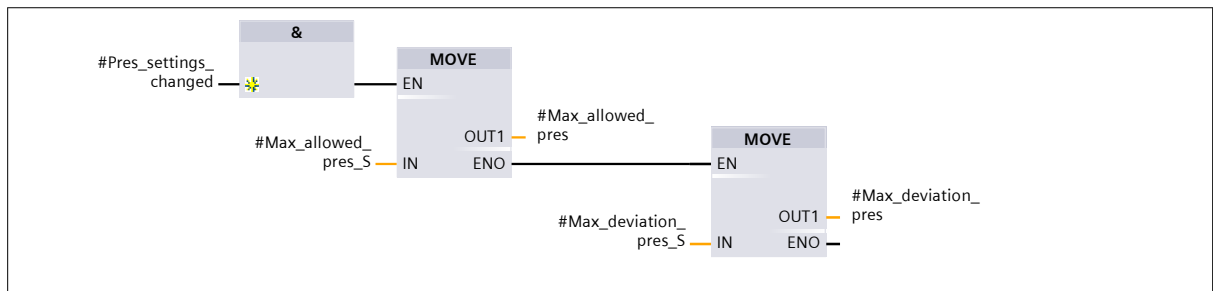 &
#Pres_settings_
changed
MOVE
EN
#Max_allowed_
pres
OUT1
#Max_allowed_
pres_S
IN
ENO
MOVE
EN
#Max_deviation_
pres
OUT1
#Max_deviation_
pres_S
IN
ENO